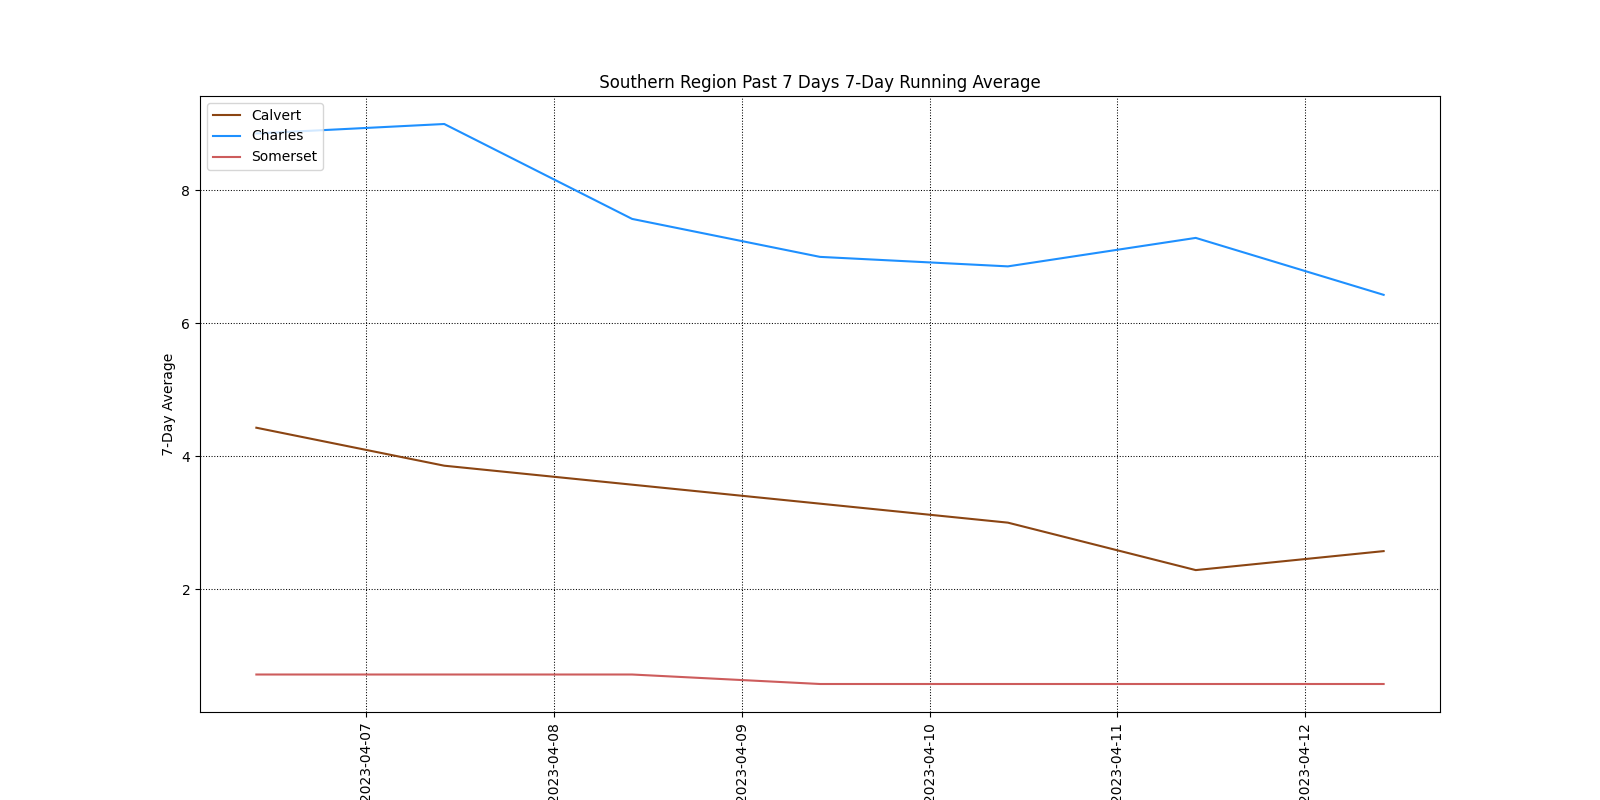 Southern Region Past 7 Days 7-Day Running Average
Calvert
Charles
Somerset
8
6
4
2
7-Day Average
2023-04-07
2023-04-08
2023-04-09
2023-04-10
2023-04-11
2023-04-12